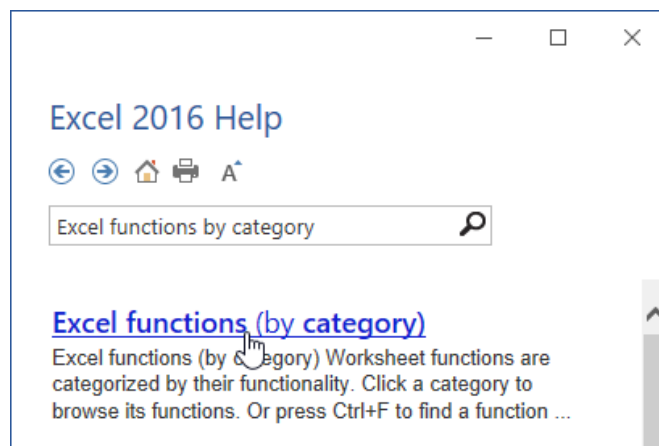 Excel 2016 Help
A
Excel functions by category
Excel functions (by category)
Excel functions (by category) Worksheet functions are
categorized by their functionality. Click a category to
browse its functions. Or press Ctrl+F to find a function ...